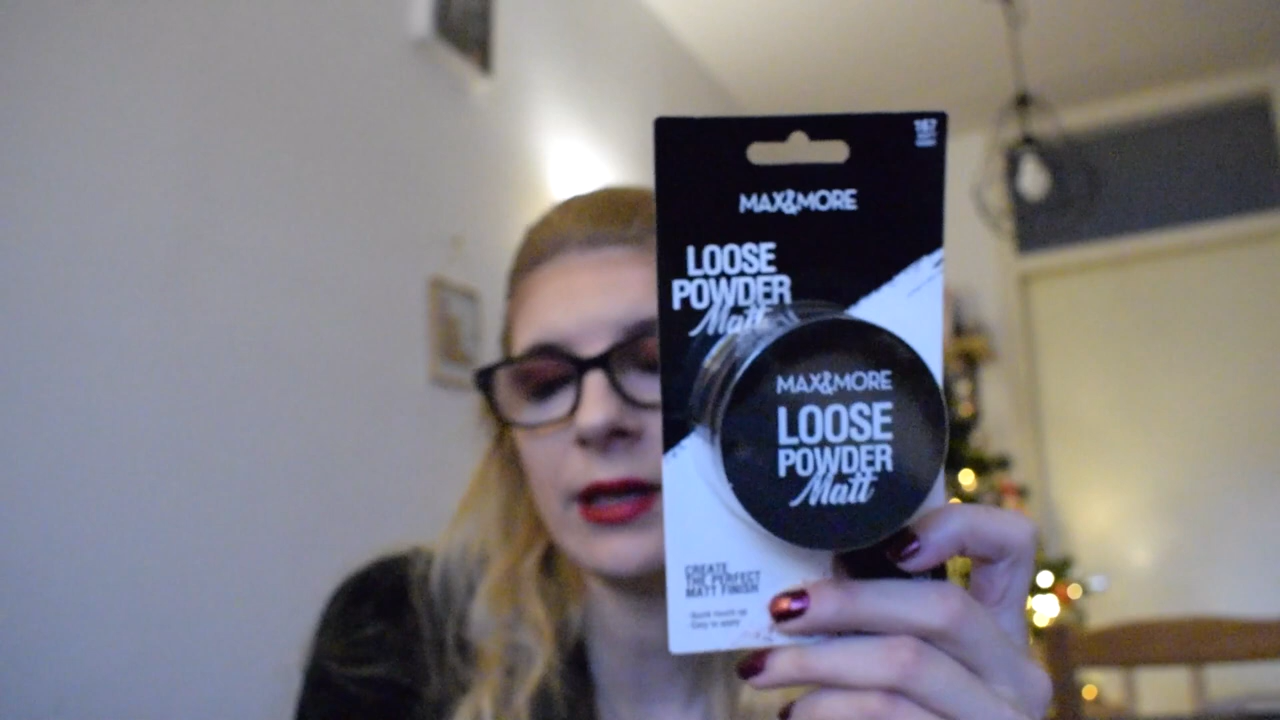 167
MAX&MORE
LOOSE
POWDER
Matt
MAX&MORE
LOOSE
POWDER
Matt
CREATE
THE PERFECT
MATT FINISH
Quick touch up
Easy to apply